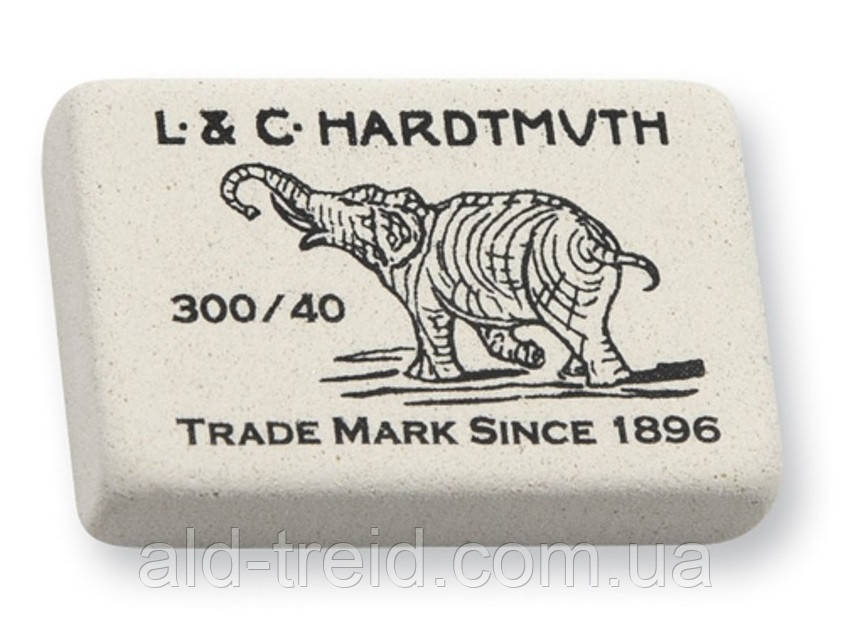 L. & C. HARDTMVTH
300/40
TRADE MARK SINCE 1896
ald-treid.com.ua